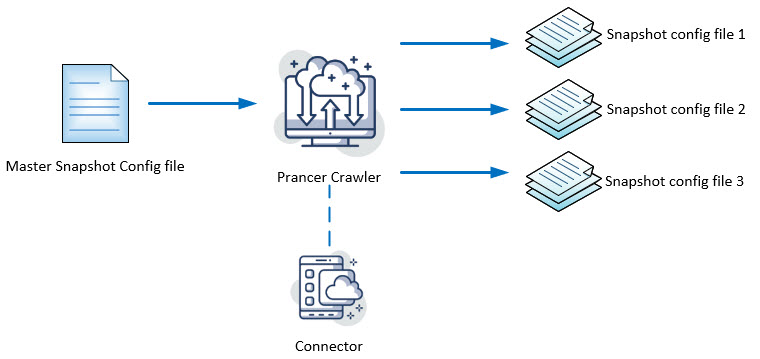 Master Snapshot Config file
Prancer Crawler
Snapshot config file 1
Snapshot config file 2
Snapshot config file 3
Connector